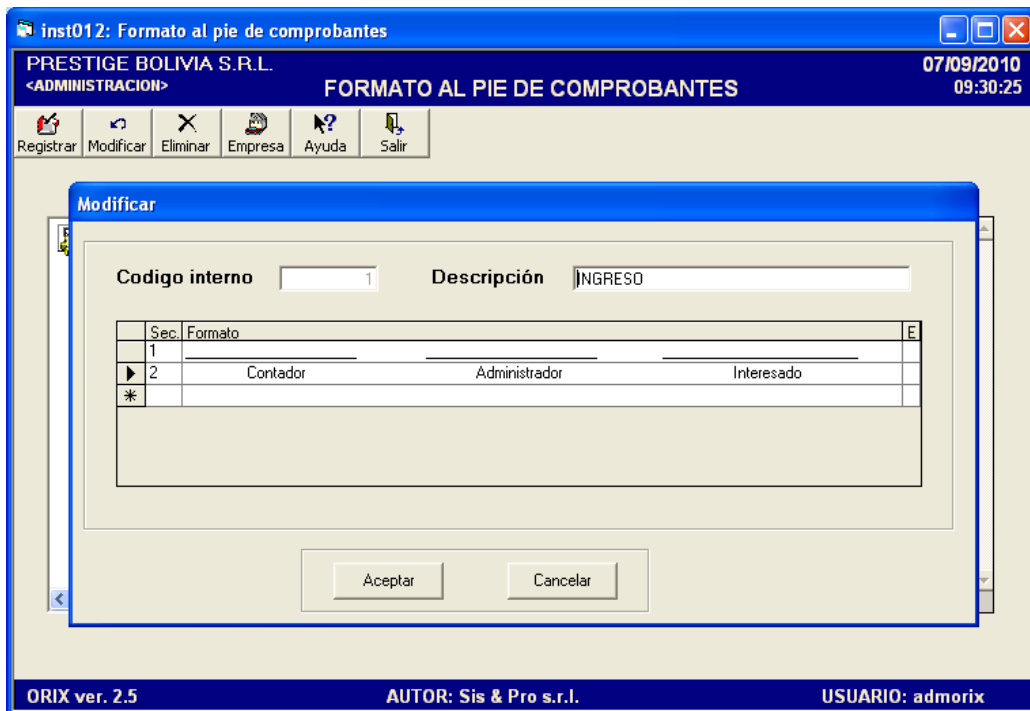 inst012: Formato al pie de comprobantes
PRESTIGE BOLIVIA S.R.L. 07/09/2010
<ADMINISTRACION> FORMATO AL PIE DE COMPROBANTES 09:30:25
Registrar Modificar Eliminar Empresa Ayuda Salir
Modificar
Codigo interno 1 Descripción INGRESO
Sec. Formato E
1
2 Contador Administrador Interesado
Aceptar Cancelar
ORIX ver. 2.5 AUTOR: Sis & Pro s.r.l. USUARIO: admorix